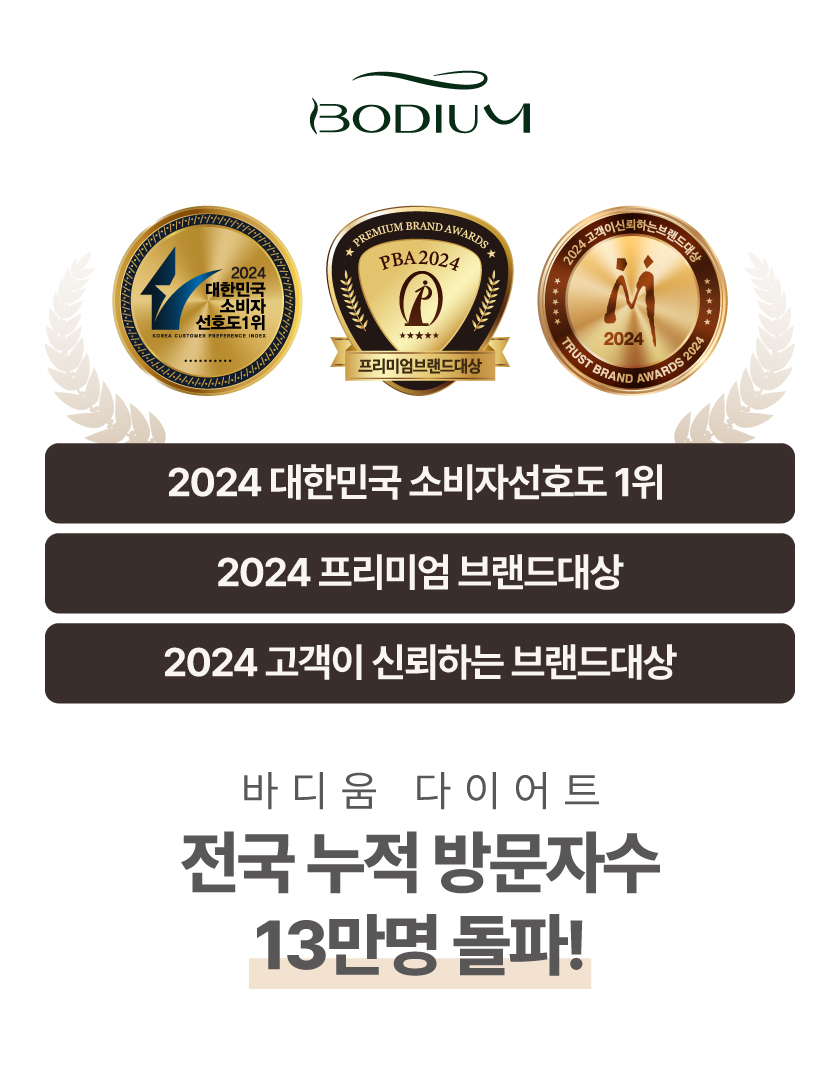 BODIUM
2024
대한민국
소비자
선호도1위
KOREA CUSTOMER PREFERENCE INDEX
PREMIUM BRAND AWARDS
PBA2024
프리미엄브랜드대상
2024 고객이신뢰하는브랜드대상
2024
TRUST BRAND AWARDS 2024
2024 대한민국 소비자선호도 1위
2024 프리미엄 브랜드대상
2024 고객이 신뢰하는 브랜드대상
바디움 다이어트
전국 누적 방문자수
13만명 돌파!